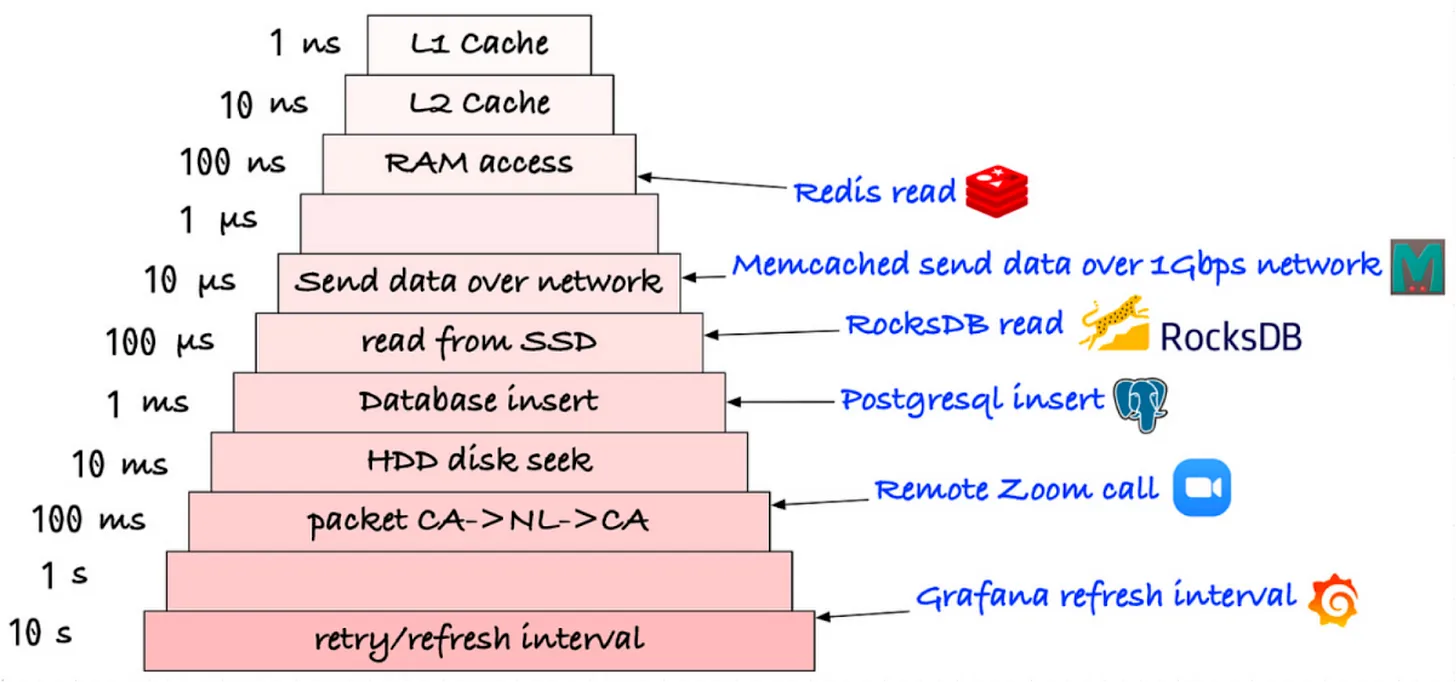 1 ns L1 Cache
10 ns L2 Cache
100 ns RAM access
Redis read
1 µs
10 µs Send data over network
Memcached send data over 1Gbps network
M
100 µs read from SSD
RocksDB read
RocksDB
1 ms Database insert
Postgresql insert
10 ms HDD disk seek
100 ms packet CA->NL->CA
Remote Zoom call
1 s
10 s retry/refresh interval
Grafana refresh interval